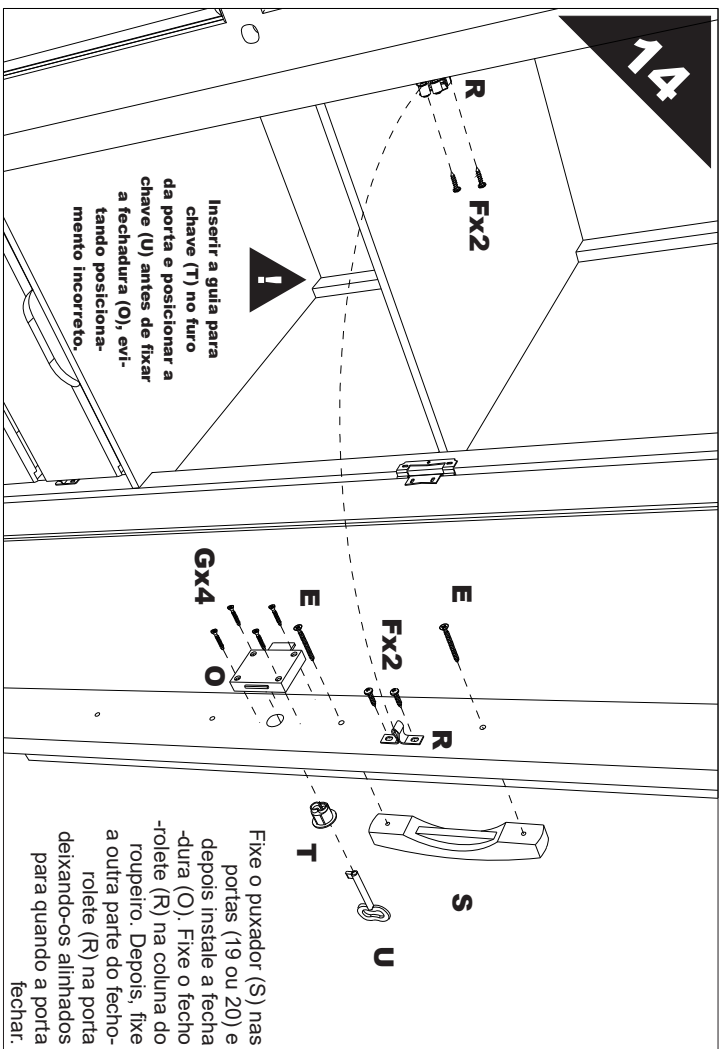 14
R
Fx2
Inserir a guia para
chave (T) no furo
da porta e posicionar a
chave (U) antes de fixar
a fechadura (O), evi-
tando posiciona-
mento incorreto.
E
E
Gx4
Fx2
O
R
S
T
U
Fixe o puxador (S) nas
portas (19 ou 20) e
depois instale a fecha
-dura (O). Fixe o fecho
-rolete (R) na coluna do
roupeiro. Depois, fixe
a outra parte do fecho-
rolete (R) na porta
deixando-os alinhados
para quando a porta
fechar.